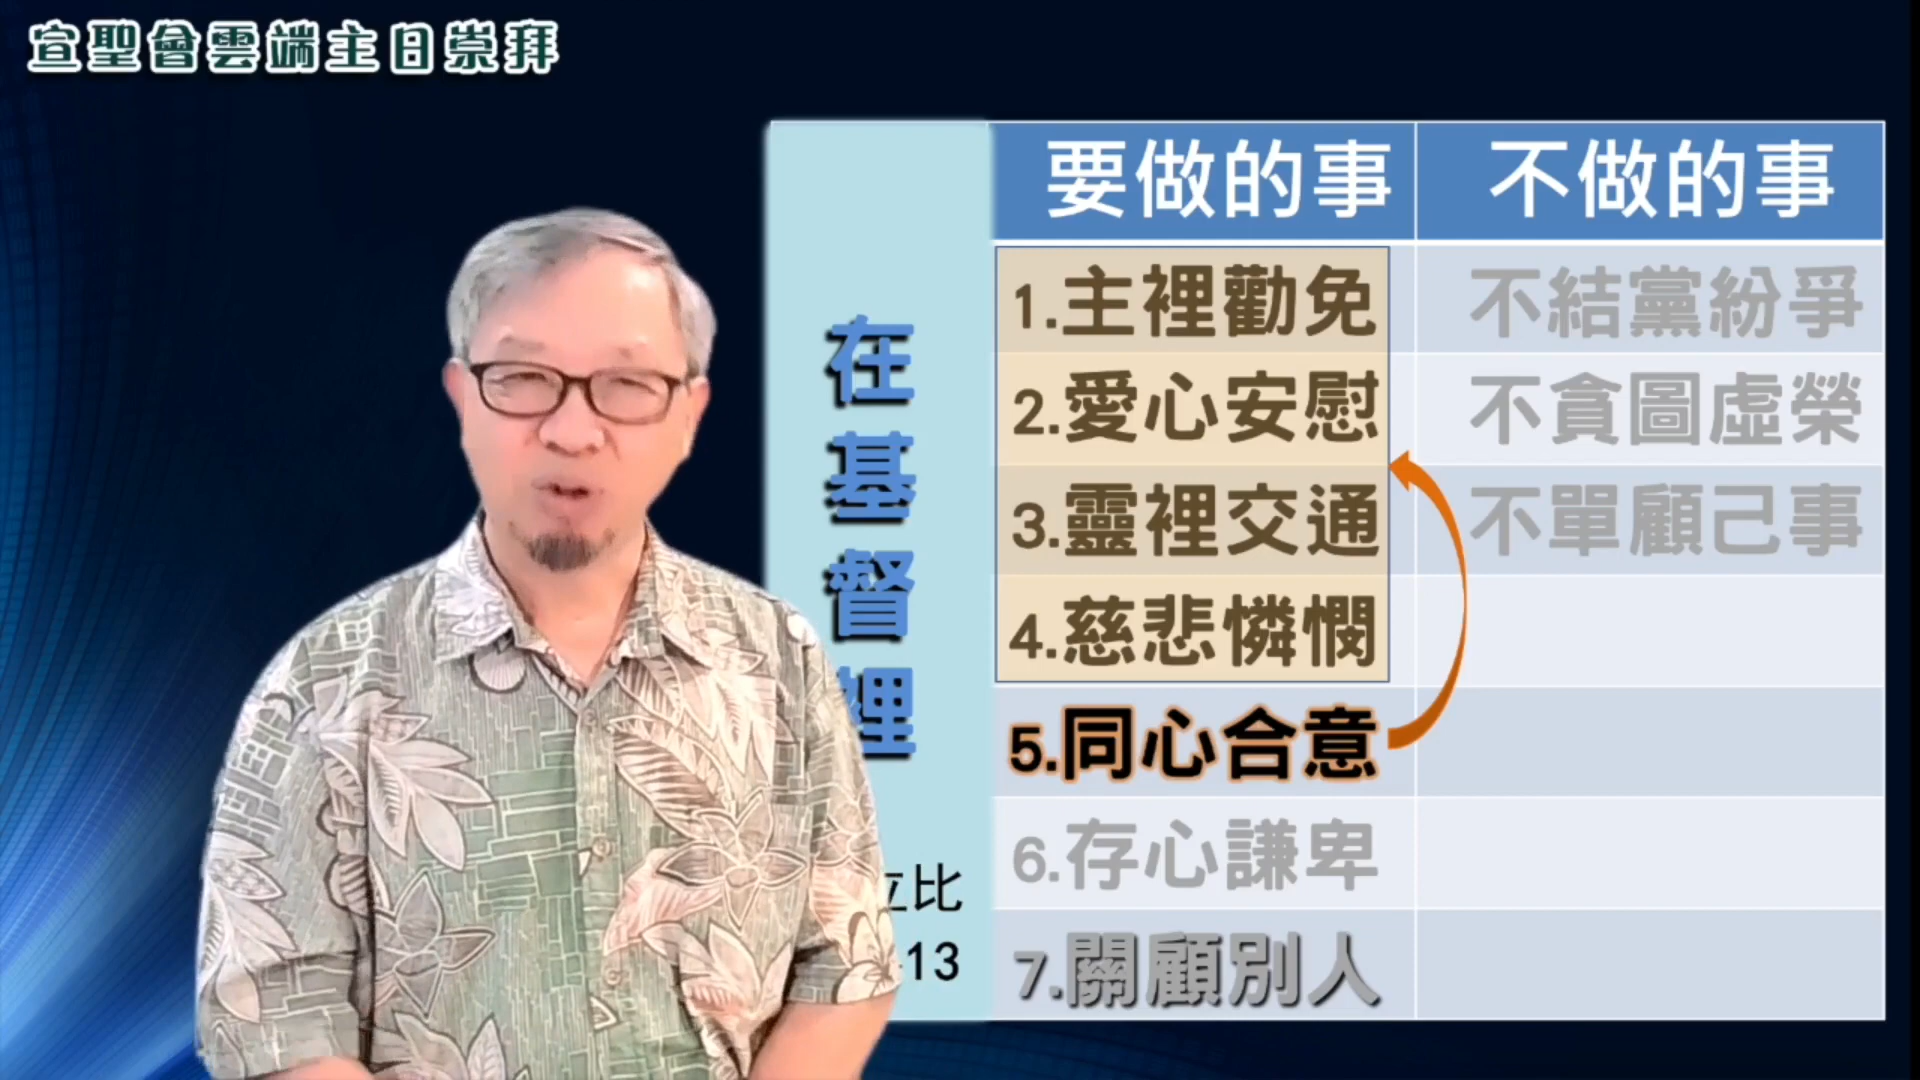 宣聖會雲端主日崇拜
要做的事 不做的事
在基督裡
1.主裡勸免 不結黨紛爭
2.愛心安慰 不貪圖虛榮
3.靈裡交通 不單顧己事
4.慈悲憐憫
5.同心合意
6.存心謙卑
7.關顧別人
立比
13